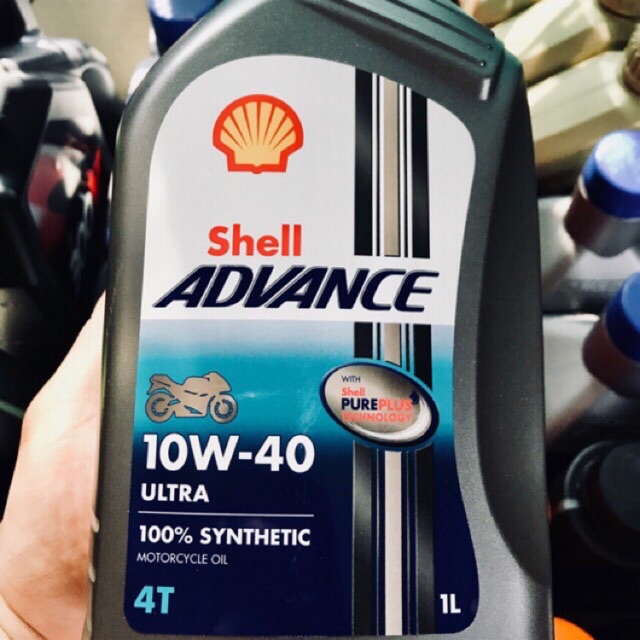 Shell
ADVANCE
WITH
Shell
PUREPLUS
TECHNOLOGY
10W-40
ULTRA
100% SYNTHETIC
MOTORCYCLE OIL
4T
1L